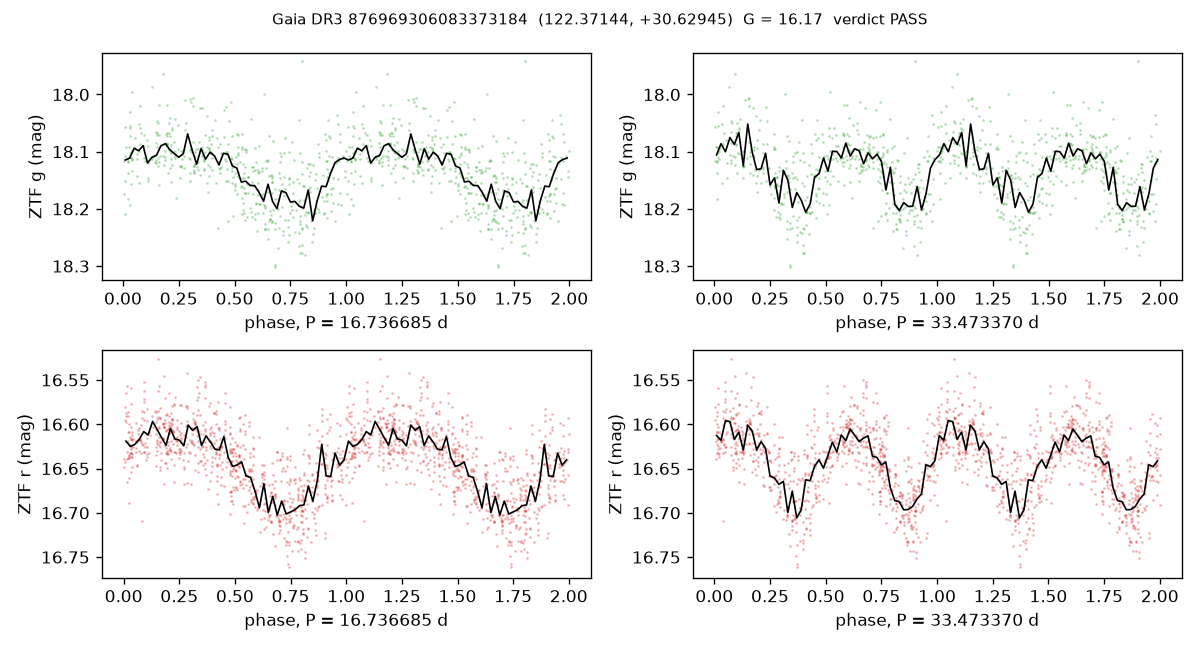 Gaia DR3 876969306083373184 (122.37144, +30.62945) G = 16.17 verdict PASS
ZTF g (mag)
18.0
18.1
18.2
18.3
0.00 0.25 0.50 0.75 1.00 1.25 1.50 1.75 2.00
phase, P = 16.736685 d
ZTF g (mag)
18.0
18.1
18.2
18.3
0.00 0.25 0.50 0.75 1.00 1.25 1.50 1.75 2.00
phase, P = 33.473370 d
ZTF r (mag)
16.55
16.60
16.65
16.70
16.75
0.00 0.25 0.50 0.75 1.00 1.25 1.50 1.75 2.00
phase, P = 16.736685 d
ZTF r (mag)
16.55
16.60
16.65
16.70
16.75
0.00 0.25 0.50 0.75 1.00 1.25 1.50 1.75 2.00
phase, P = 33.473370 d